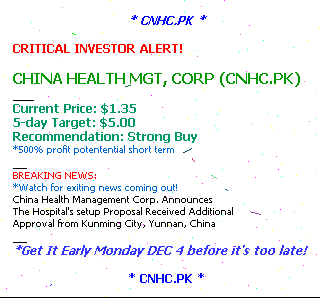 * CNHC.PK *
CRITICAL INVESTOR ALERT!
CHINA HEALTH MGT, CORP (CNHC.PK)
Current Price: $1.35
5-day Target: $5.00
Recommendation: Strong Buy
*500% profit potentential short term
BREAKING NEWS:
*Watch for exiting news coming out!
China Health Management Corp. Announces
The Hospital's setup Proposal Received Additional
Approval from Kunming City, Yunnan, China
*Get It Early Monday DEC 4 before it's too late!
* CNHC.PK *